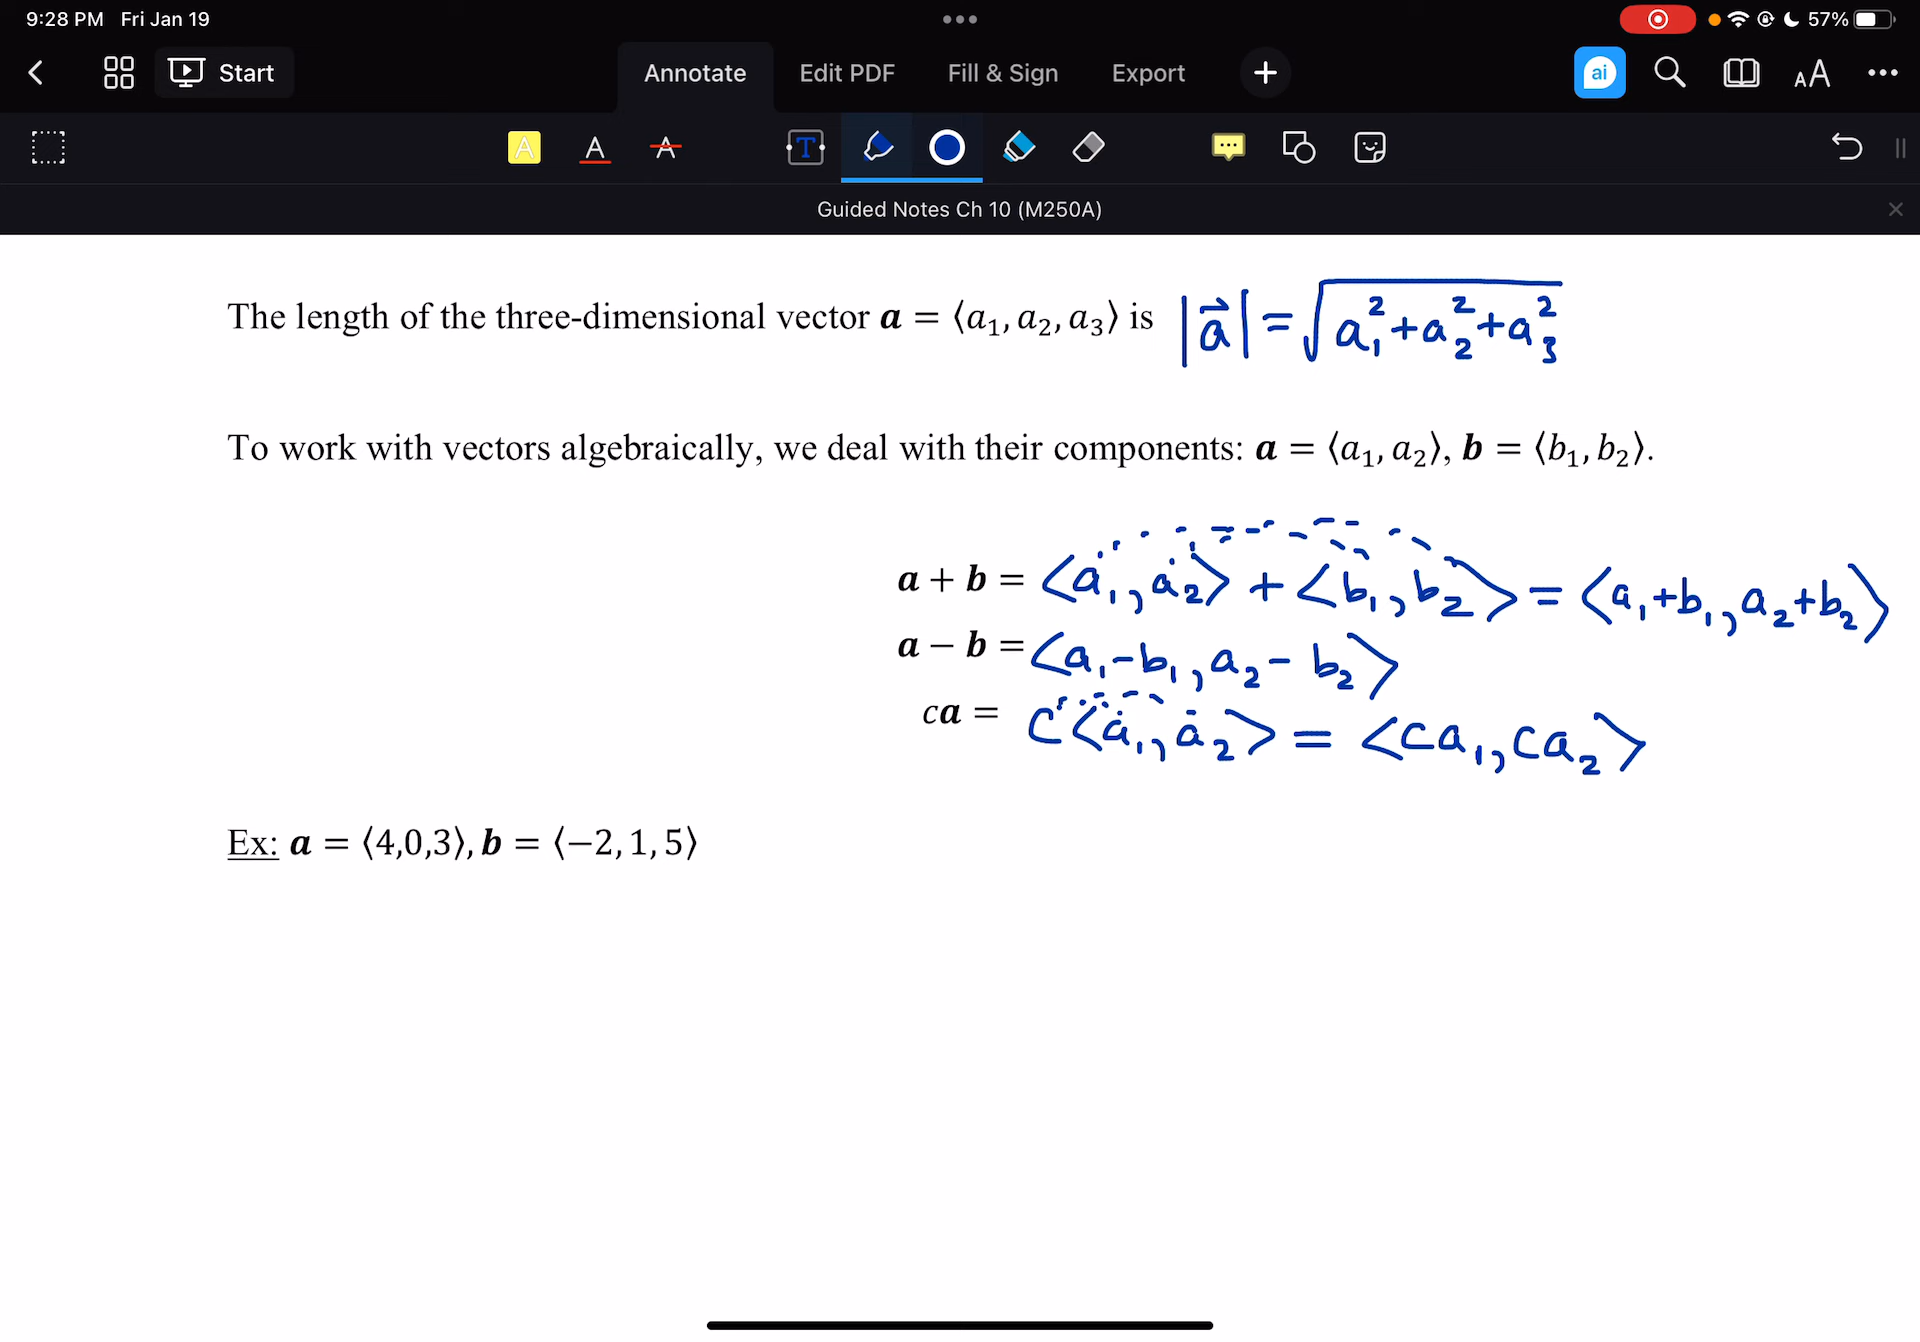 9:28 PM Fri Jan 19
57%
Start
Annotate
Edit PDF
Fill & Sign
Export
ai
AA
A A A T
Guided Notes Ch 10 (M250A)
The length of the three-dimensional vector a = ⟨a₁, a₂, a₃⟩ is |a⃗| = √(a₁² + a₂² + a₃²)
To work with vectors algebraically, we deal with their components: a = ⟨a₁, a₂⟩, b = ⟨b₁, b₂⟩.
a + b = <a₁, a₂> + <b₁, b₂> = <a₁+b₁, a₂+b₂>
a − b = <a₁-b₁, a₂-b₂>
ca = c<a₁, a₂> = <ca₁, ca₂>
Ex: a = ⟨4,0,3⟩, b = ⟨−2, 1, 5⟩